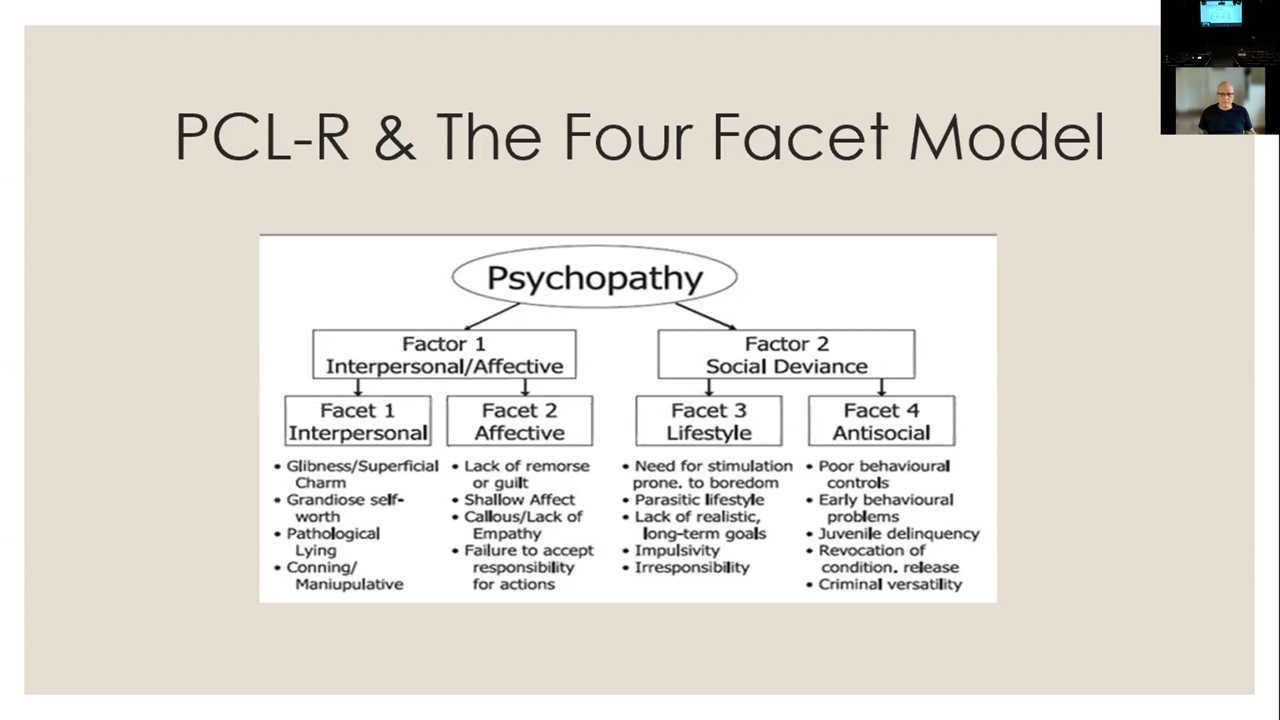 PCL-R & The Four Facet Model
Psychopathy
Factor 1
Interpersonal/Affective
Factor 2
Social Deviance
Facet 1
Interpersonal
Facet 2
Affective
Facet 3
Lifestyle
Facet 4
Antisocial
• Glibness/Superficial
Charm
• Grandiose self-
worth
• Pathological
Lying
• Conning/
Maniupulative
• Lack of remorse
or guilt
• Shallow Affect
• Callous/Lack of
Empathy
• Failure to accept
responsibility
for actions
• Need for stimulation
prone. to boredom
• Parasitic lifestyle
• Lack of realistic,
long-term goals
• Impulsivity
• Irresponsibility
• Poor behavioural
controls
• Early behavioural
problems
• Juvenile delinquency
• Revocation of
condition. release
• Criminal versatility